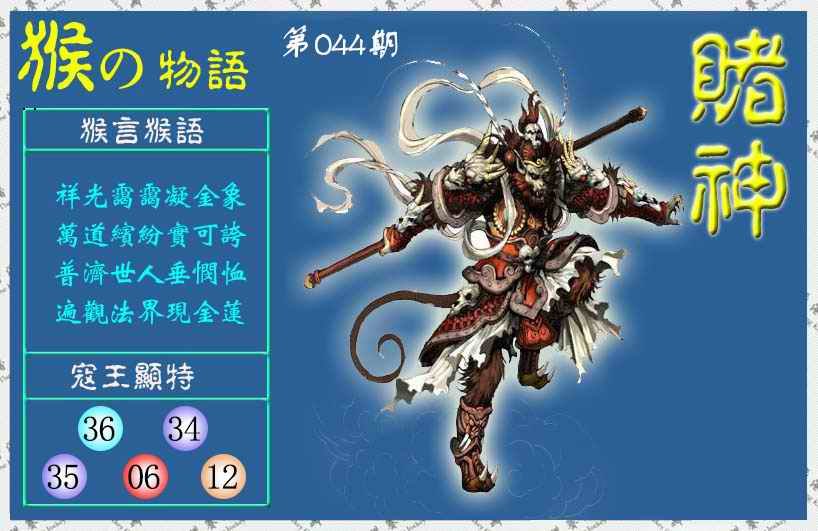 猴の物語
第044期
賭神
猴言猴語
祥光靄靄凝金象
萬道繽紛實可誇
普濟世人垂憫恤
遍觀法界現金蓮
寇王顯特
36 34
35 06 12